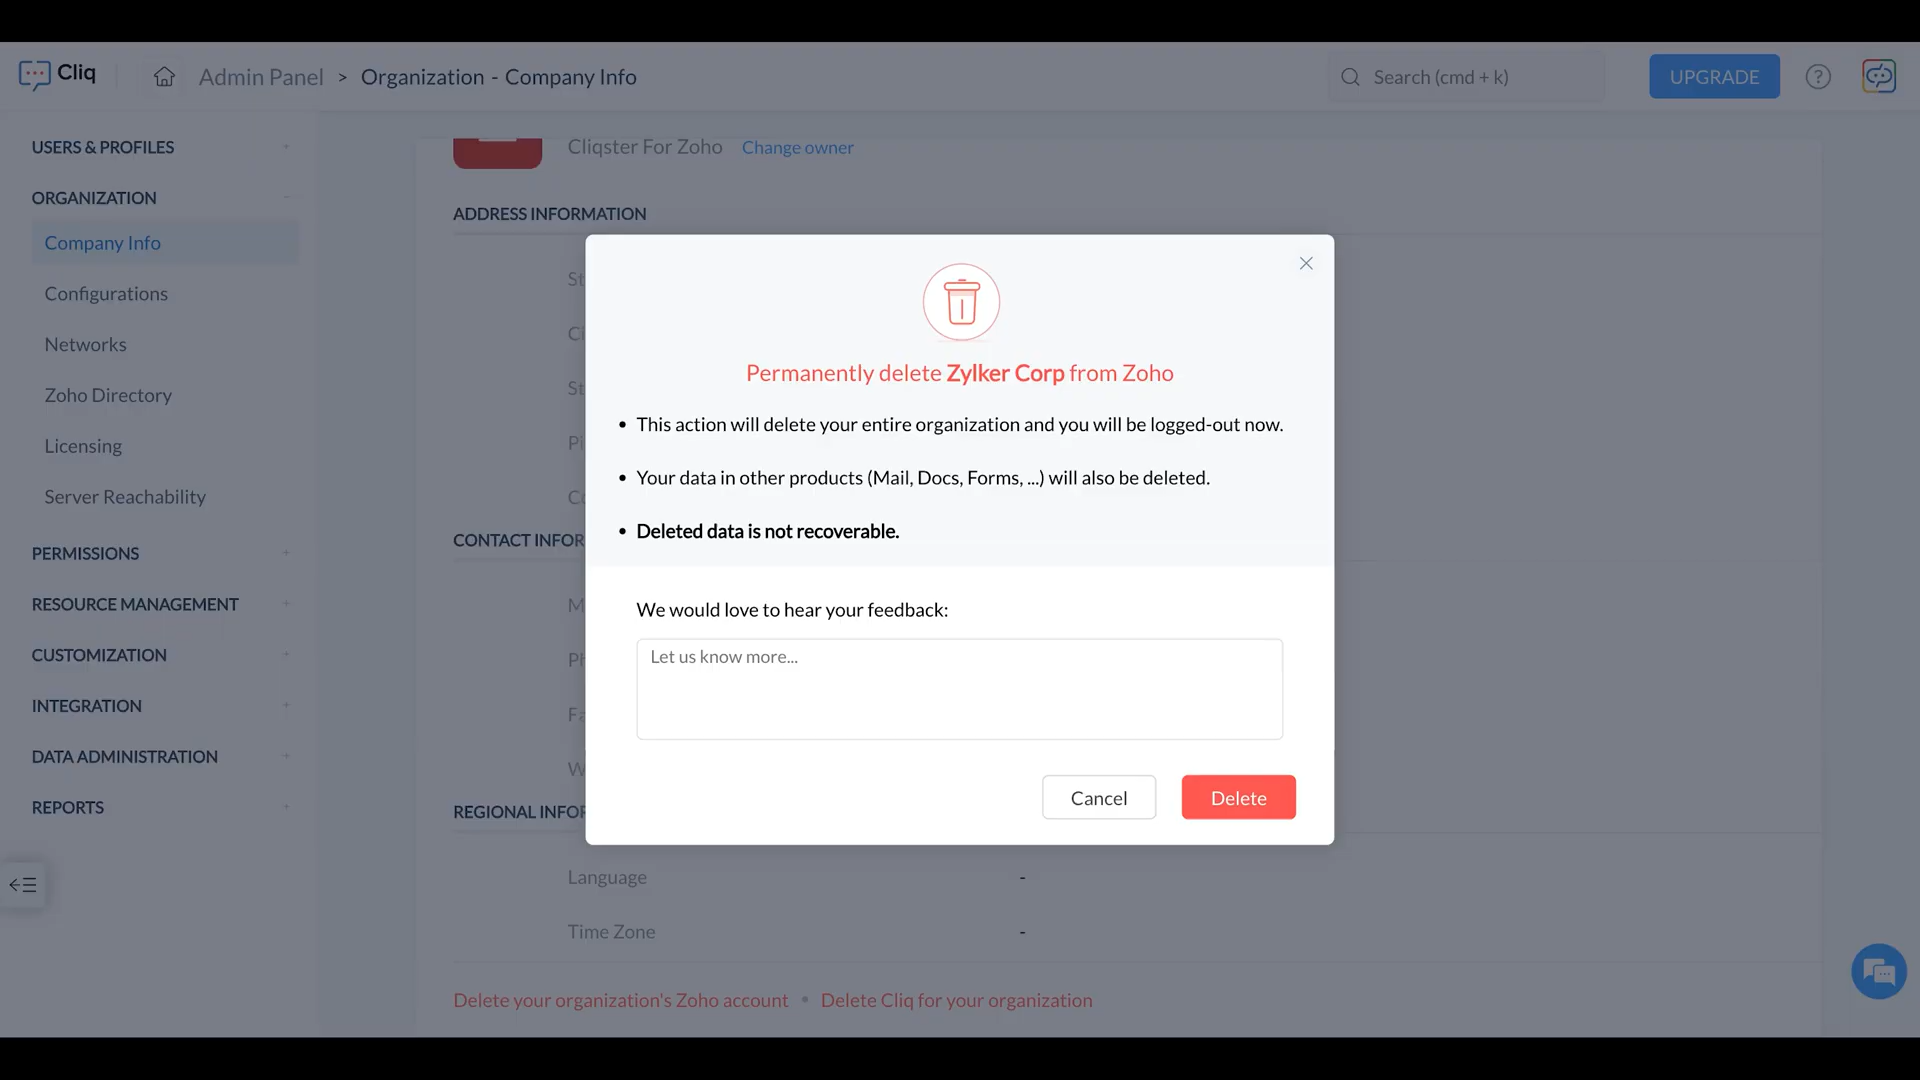 Cliq
Admin Panel > Organization - Company Info
Search (cmd + k)
UPGRADE
?
USERS & PROFILES +
ORGANIZATION -
Company Info
Configurations
Networks
Zoho Directory
Licensing
Server Reachability
PERMISSIONS +
RESOURCE MANAGEMENT +
CUSTOMIZATION +
INTEGRATION +
DATA ADMINISTRATION +
REPORTS +
Cliqster For Zoho Change owner
ADDRESS INFORMATION
CONTACT INFOR
REGIONAL INFOR
Language -
Time Zone -
Delete your organization's Zoho account • Delete Cliq for your organization
Permanently delete Zylker Corp from Zoho
• This action will delete your entire organization and you will be logged-out now.
• Your data in other products (Mail, Docs, Forms, ...) will also be deleted.
• Deleted data is not recoverable.
We would love to hear your feedback:
Let us know more...
Cancel Delete